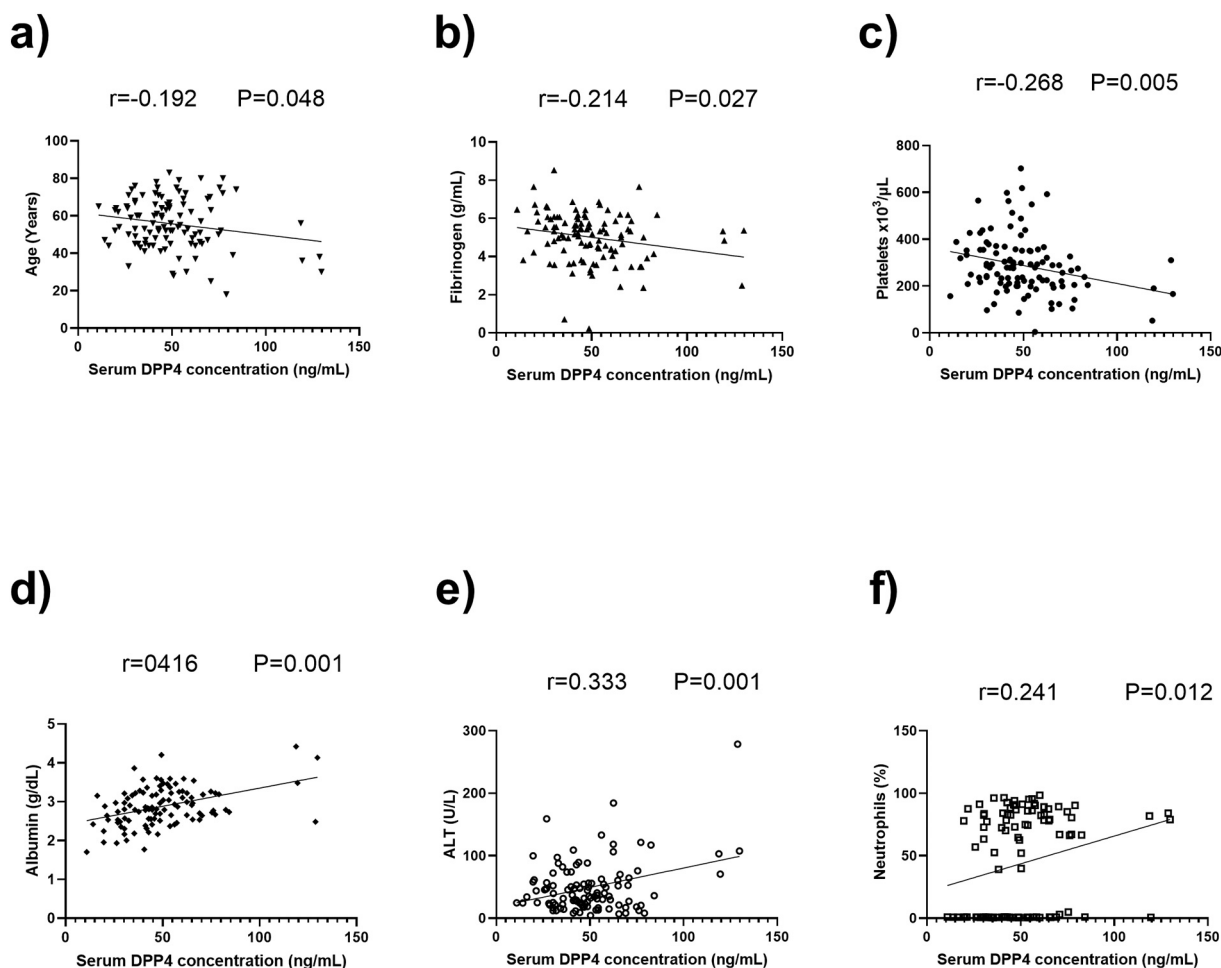 a)
r=-0.192 P=0.048
100
80
60
40
20
0
Age (Years)
0 50 100 150
Serum DPP4 concentration (ng/mL)
b)
r=-0.214 P=0.027
10
8
6
4
2
0
Fibrinogen (g/mL)
0 50 100 150
Serum DPP4 concentration (ng/mL)
c)
r=-0.268 P=0.005
800
600
400
200
0
Platelets x10³/µL
0 50 100 150
Serum DPP4 concentration (ng/mL)
d)
r=0416 P=0.001
5
4
3
2
1
0
Albumin (g/dL)
0 50 100 150
Serum DPP4 concentration (ng/mL)
e)
r=0.333 P=0.001
300
200
100
0
ALT (U/L)
0 50 100 150
Serum DPP4 concentration (ng/mL)
f)
r=0.241 P=0.012
150
100
50
0
Neutrophils (%)
0 50 100 150
Serum DPP4 concentration (ng/mL)